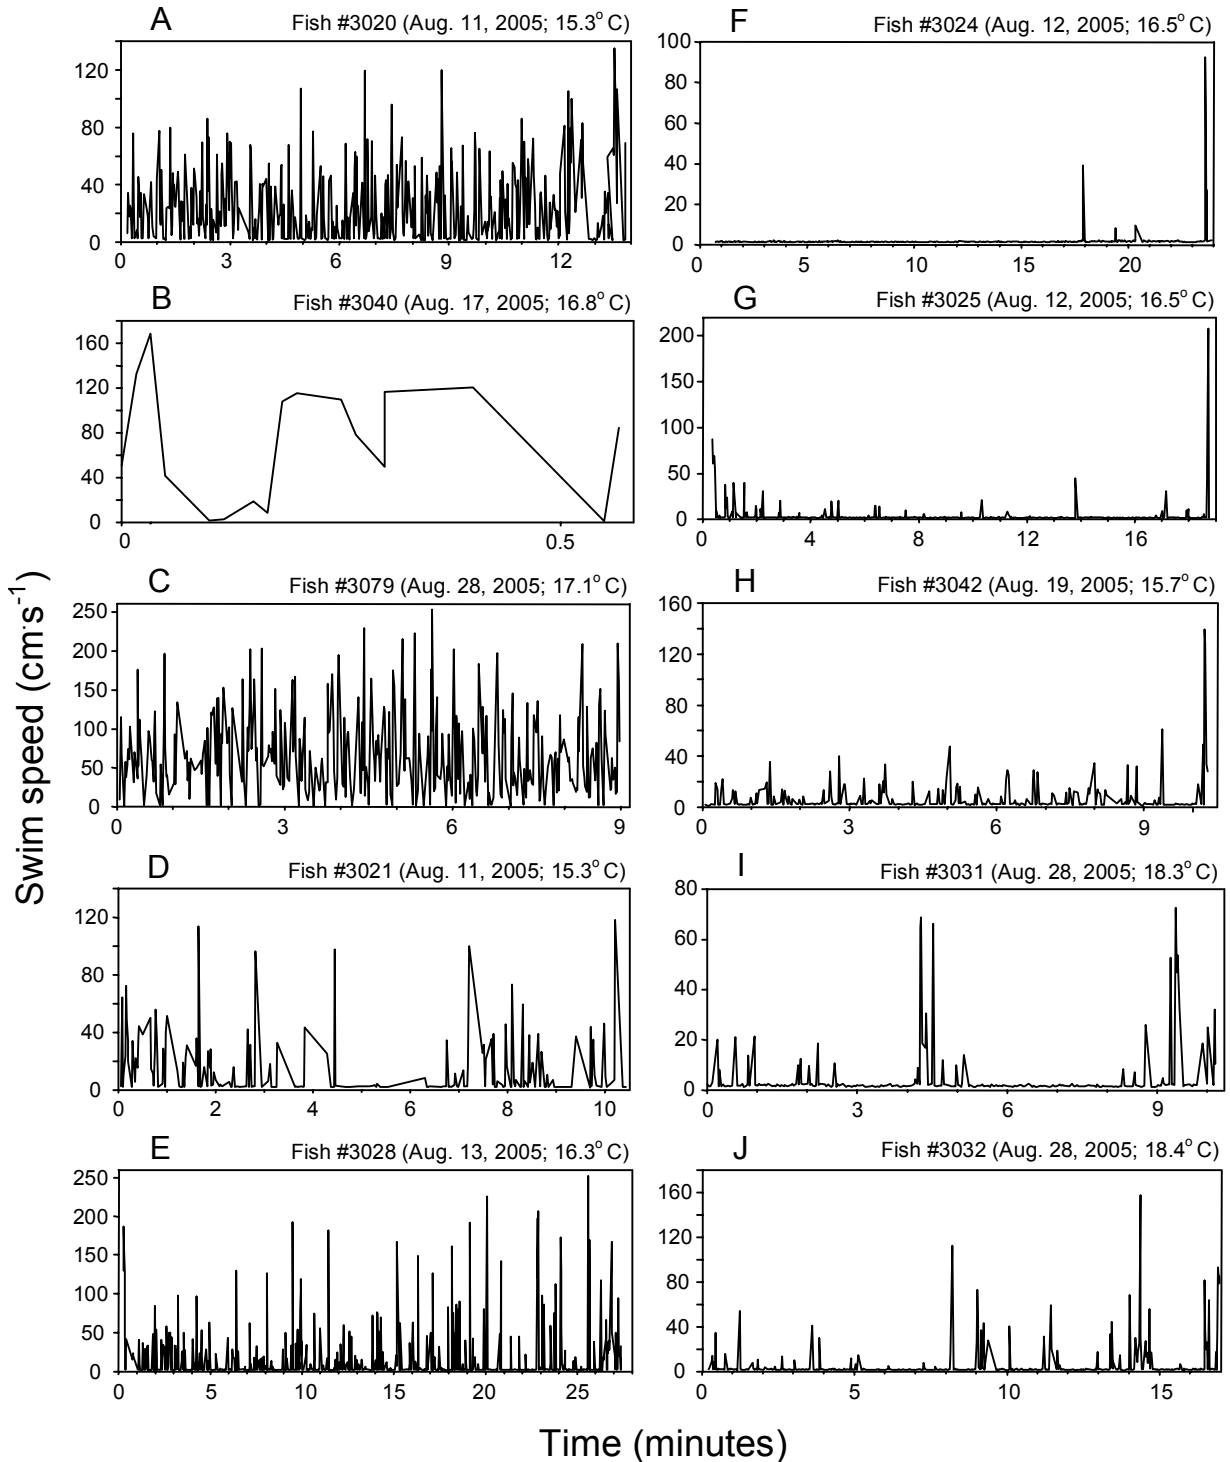 A Fish #3020 (Aug. 11, 2005; 15.3° C)
120
80
40
0
0 3 6 9 12
B Fish #3040 (Aug. 17, 2005; 16.8° C)
160
120
80
40
0
0 0.5
C Fish #3079 (Aug. 28, 2005; 17.1° C)
250
200
150
100
50
0
0 3 6 9
D Fish #3021 (Aug. 11, 2005; 15.3° C)
120
80
40
0
0 2 4 6 8 10
E Fish #3028 (Aug. 13, 2005; 16.3° C)
250
200
150
100
50
0
0 5 10 15 20 25
F Fish #3024 (Aug. 12, 2005; 16.5° C)
100
80
60
40
20
0
0 5 10 15 20
G Fish #3025 (Aug. 12, 2005; 16.5° C)
200
150
100
50
0
0 4 8 12 16
H Fish #3042 (Aug. 19, 2005; 15.7° C)
160
120
80
40
0
0 3 6 9
I Fish #3031 (Aug. 28, 2005; 18.3° C)
80
60
40
20
0
0 3 6 9
J Fish #3032 (Aug. 28, 2005; 18.4° C)
160
120
80
40
0
0 5 10 15
Swim speed (cm·s⁻¹)
Time (minutes)